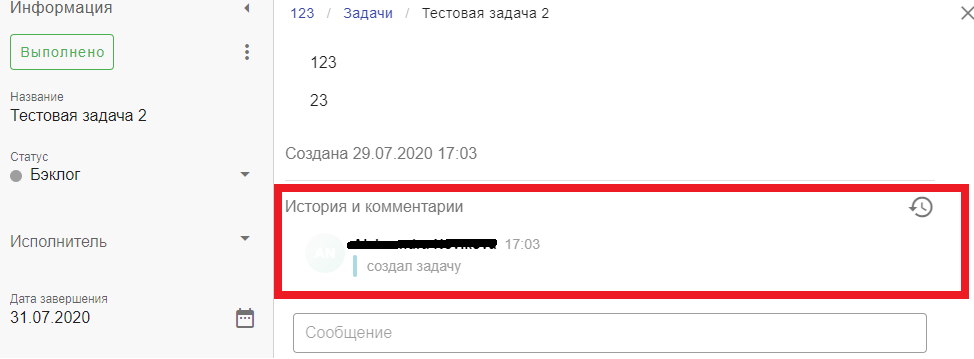 Информация
Выполнено
Название
Тестовая задача 2
Статус
Бэклог
Исполнитель
Дата завершения
31.07.2020
123 / Задачи / Тестовая задача 2
123
23
Создана 29.07.2020 17:03
История и комментарии
AN
17:03
создал задачу
Сообщение